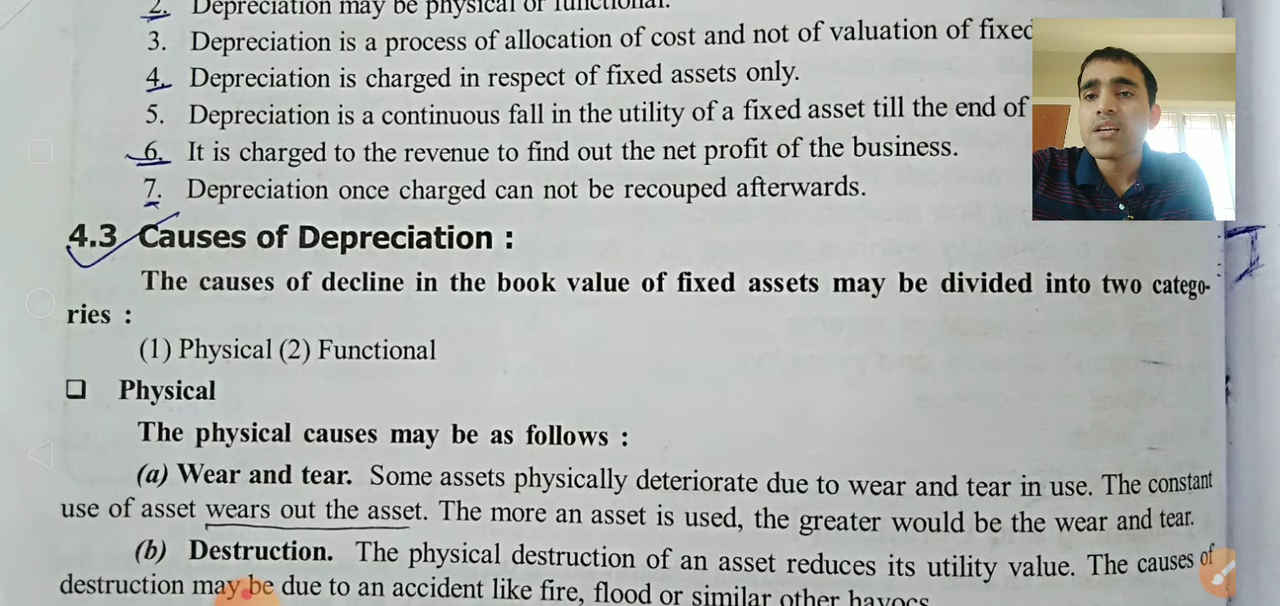 2. Depreciation may be physical or functional.
3. Depreciation is a process of allocation of cost and not of valuation of fixed
4. Depreciation is charged in respect of fixed assets only.
5. Depreciation is a continuous fall in the utility of a fixed asset till the end of
6. It is charged to the revenue to find out the net profit of the business.
7. Depreciation once charged can not be recouped afterwards.
4.3 Causes of Depreciation :
The causes of decline in the book value of fixed assets may be divided into two catego-
ries :
(1) Physical (2) Functional
❑ Physical
The physical causes may be as follows :
(a) Wear and tear. Some assets physically deteriorate due to wear and tear in use. The constant
use of asset wears out the asset. The more an asset is used, the greater would be the wear and tear.
(b) Destruction. The physical destruction of an asset reduces its utility value. The causes of
destruction may be due to an accident like fire, flood or similar other havocs